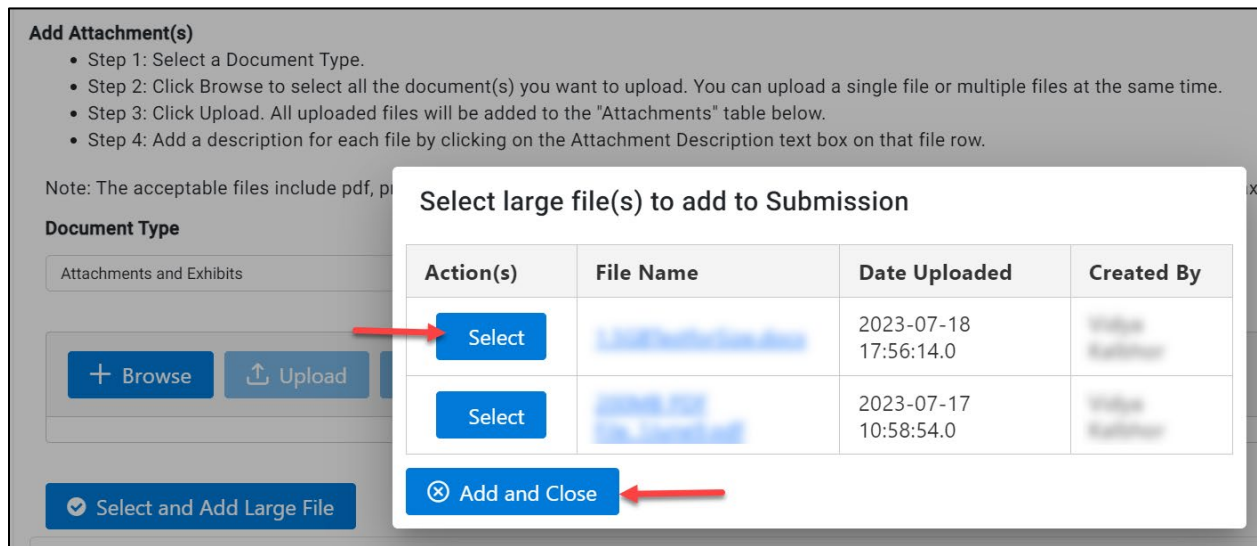 Add Attachment(s)
• Step 1: Select a Document Type.
• Step 2: Click Browse to select all the document(s) you want to upload. You can upload a single file or multiple files at the same time.
• Step 3: Click Upload. All uploaded files will be added to the "Attachments" table below.
• Step 4: Add a description for each file by clicking on the Attachment Description text box on that file row.
Note: The acceptable files include pdf,
Document Type
Attachments and Exhibits
Browse
Upload
Select and Add Large File
Select large file(s) to add to Submission
Action(s) File Name Date Uploaded Created By
Select 2023-07-18
17:56:14.0
Select 2023-07-17
10:58:54.0
Add and Close